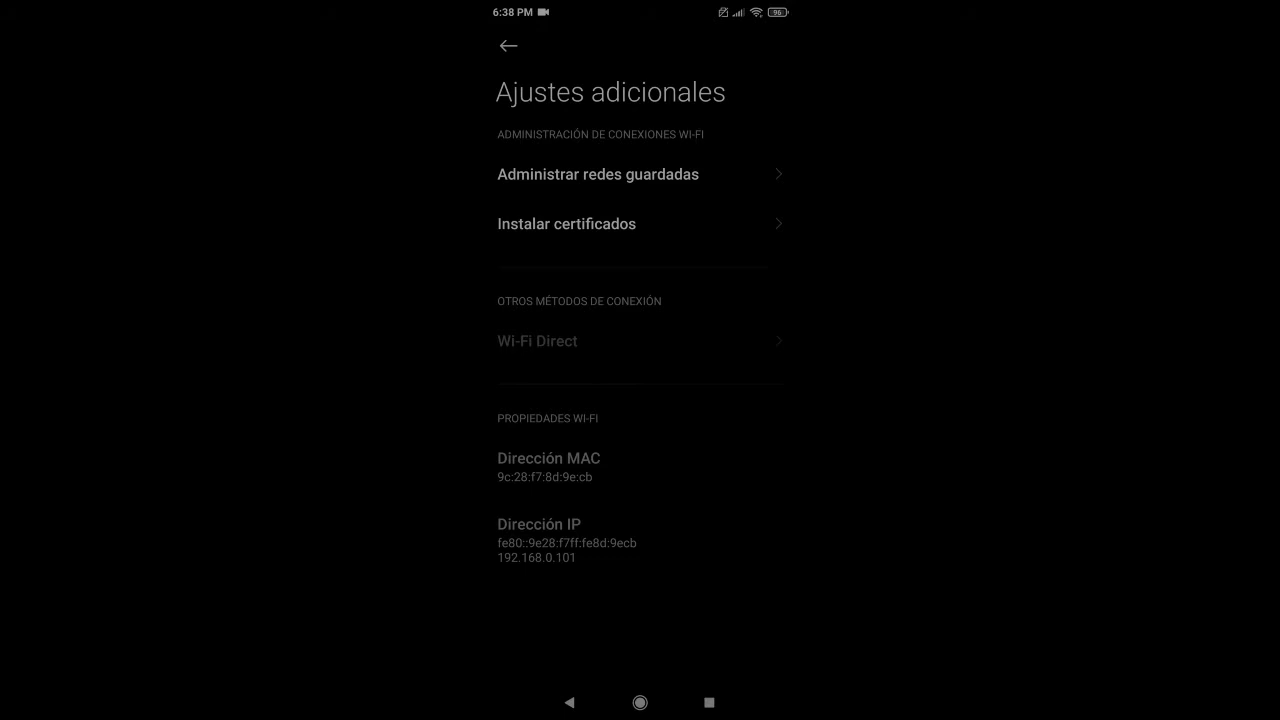 6:38 PM
96
Ajustes adicionales
ADMINISTRACIÓN DE CONEXIONES WI-FI
Administrar redes guardadas
Instalar certificados
OTROS MÉTODOS DE CONEXIÓN
Wi-Fi Direct
PROPIEDADES WI-FI
Dirección MAC
9c:28:f7:8d:9e:cb
Dirección IP
fe80::9e28:f7ff:fe8d:9ecb
192.168.0.101